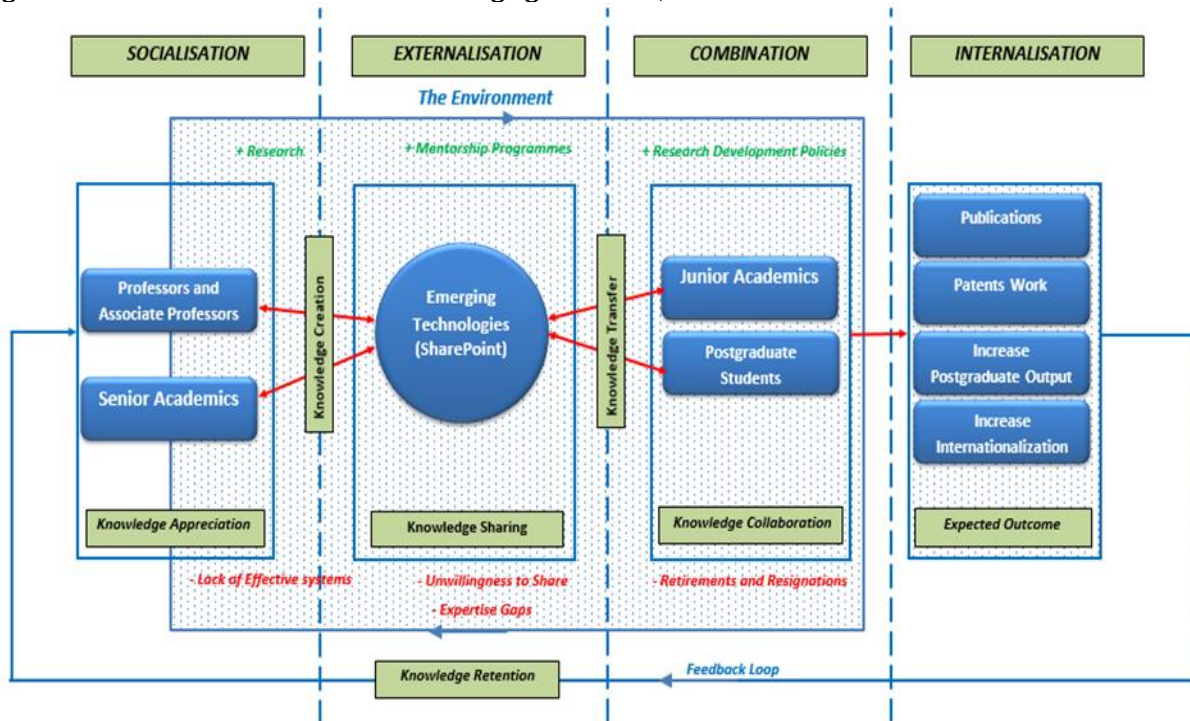 SOCIALISATION
EXTERNALISATION
COMBINATION
INTERNALISATION
The Environment
+ Research
+ Mentorship Programmes
+ Research Development Policies
Professors and
Associate Professors
Senior Academics
Knowledge Appreciation
Knowledge Creation
Emerging
Technologies
(SharePoint)
Knowledge Sharing
Knowledge Transfer
Junior Academics
Postgraduate
Students
Knowledge Collaboration
Publications
Patents Work
Increase
Postgraduate Output
Increase
Internationalization
Expected Outcome
- Lack of Effective systems
- Unwillingness to Share
- Expertise Gaps
- Retirements and Resignations
Knowledge Retention
Feedback Loop